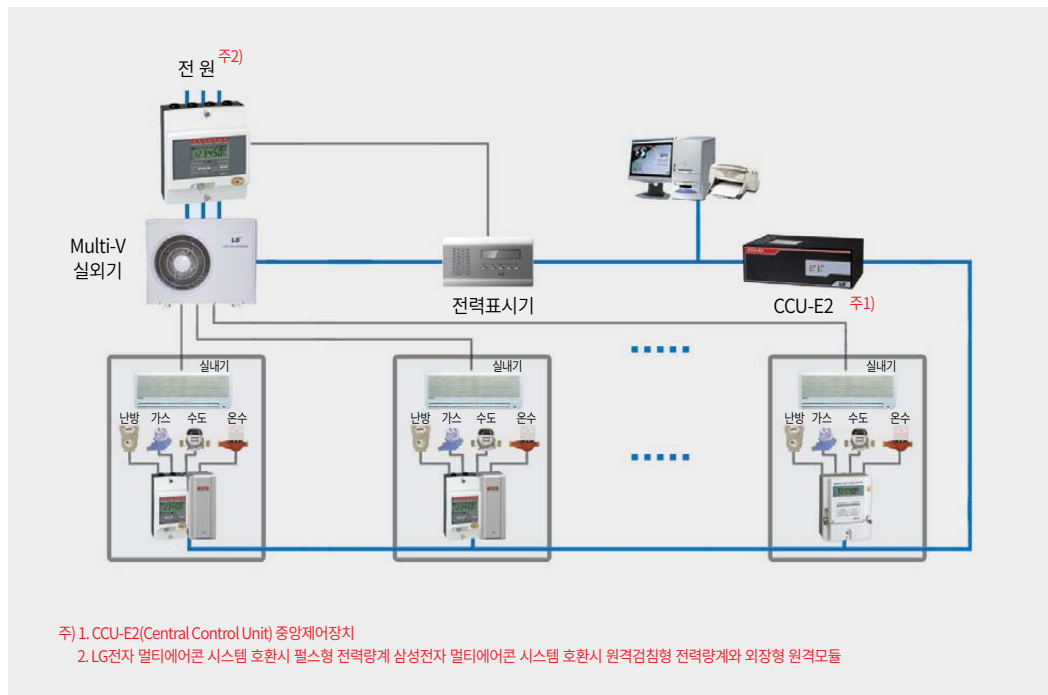 전 원 주2)
Multi-V
실외기
전력표시기
CCU-E2 주1)
실내기
난방 가스 수도 온수
실내기
난방 가스 수도 온수
실내기
난방 가스 수도 온수
주) 1. CCU-E2(Central Control Unit) 중앙제어장치
2. LG전자 멀티에어콘 시스템 호환시 펄스형 전력량계 삼성전자 멀티에어콘 시스템 호환시 원격검침형 전력량계와 외장형 원격모듈